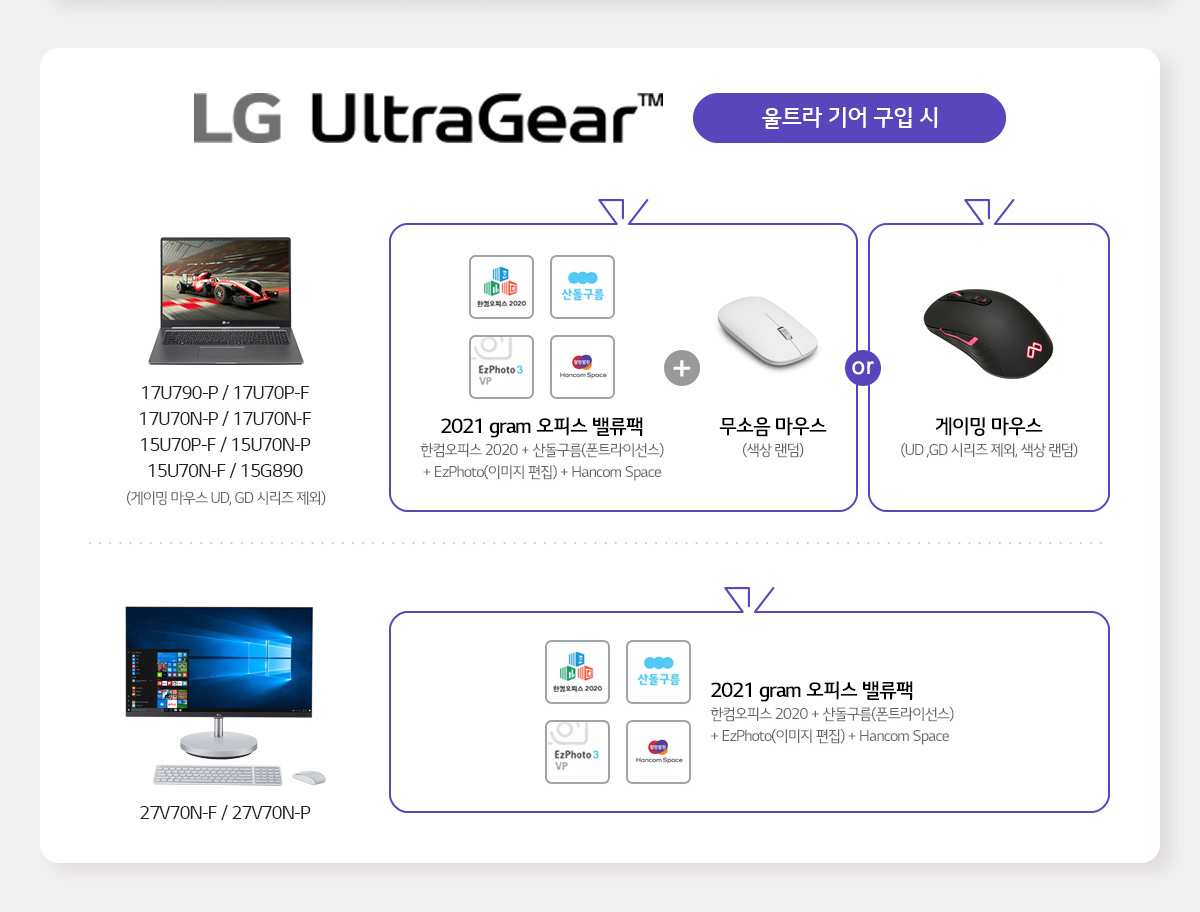 LG UltraGear™
울트라 기어 구입 시
한컴오피스 2020
산돌구름
EzPhoto 3
VP
말랑말랑
Hancom Space
+
or
17U790-P / 17U70P-F
17U70N-P / 17U70N-F
15U70P-F / 15U70N-P
15U70N-F / 15G890
(게이밍 마우스 UD, GD 시리즈 제외)
2021 gram 오피스 밸류팩
한컴오피스 2020 + 산돌구름(폰트라이선스)
+ EzPhoto(이미지 편집) + Hancom Space
무소음 마우스
(색상 랜덤)
게이밍 마우스
(UD ,GD 시리즈 제외, 색상 랜덤)
한컴오피스 2020
산돌구름
EzPhoto 3
VP
말랑말랑
Hancom Space
2021 gram 오피스 밸류팩
한컴오피스 2020 + 산돌구름(폰트라이선스)
+ EzPhoto(이미지 편집) + Hancom Space
27V70N-F / 27V70N-P